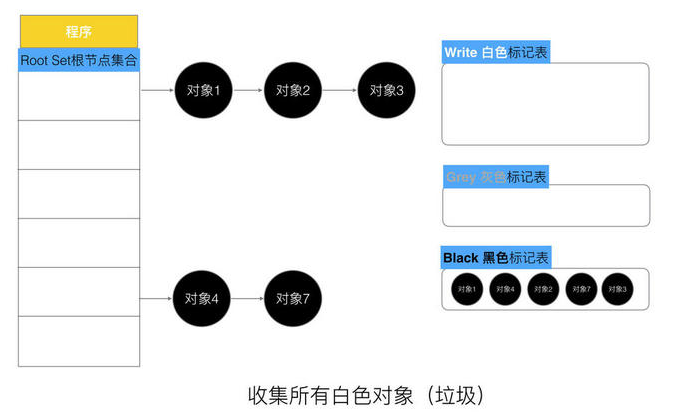 程序
Root Set根节点集合
对象1
对象2
对象3
对象4
对象7
Write 白色标记表
Grey 灰色标记表
Black 黑色标记表
对象1
对象4
对象2
对象7
对象3
收集所有白色对象（垃圾）